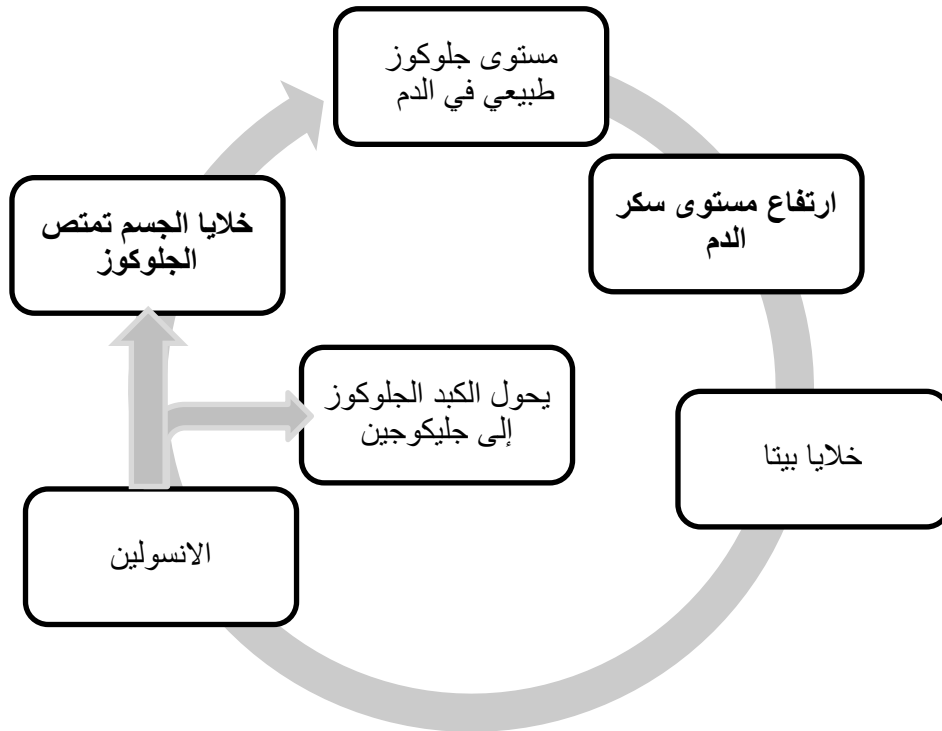 مستوى جلوكوز
طبيعي في الدم
ارتفاع مستوى سكر
الدم
خلايا بيتا
الانسولين
يحول الكبد الجلوكوز
إلى جليكوجين
خلايا الجسم تمتص
الجلوكوز